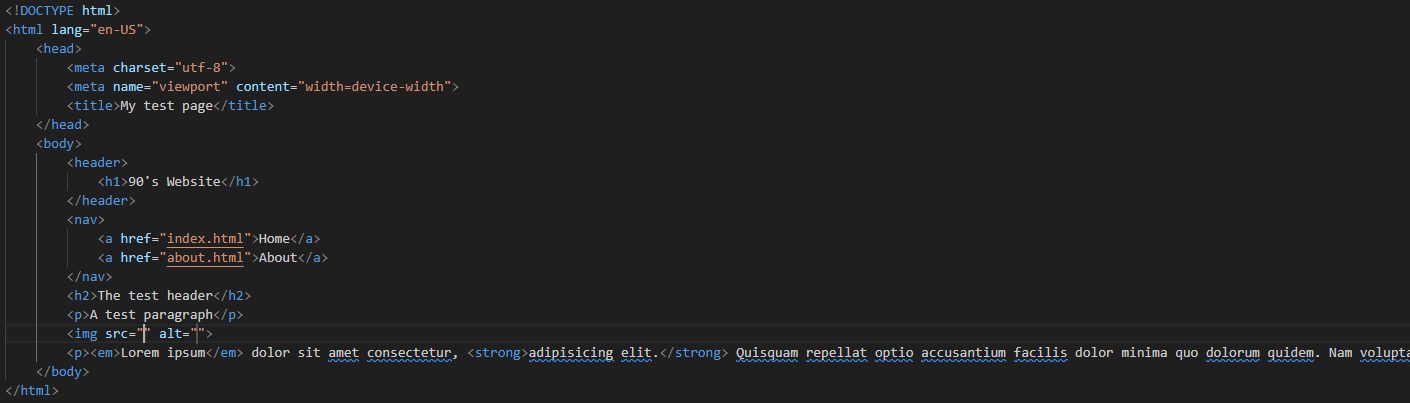 <!DOCTYPE html>
<html lang="en-US">
    <head>
        <meta charset="utf-8">
        <meta name="viewport" content="width=device-width">
        <title>My test page</title>
    </head>
    <body>
        <header>
            <h1>90's Website</h1>
        </header>
        <nav>
            <a href="index.html">Home</a>
            <a href="about.html">About</a>
        </nav>
        <h2>The test header</h2>
        <p>A test paragraph</p>
        <img src="" alt="">
        <p><em>Lorem ipsum</em> dolor sit amet consectetur, <strong>adipisicing elit.</strong> Quisquam repellat optio accusantium facilis dolor minima quo dolorum quidem. Nam volupta
    </body>
</html>